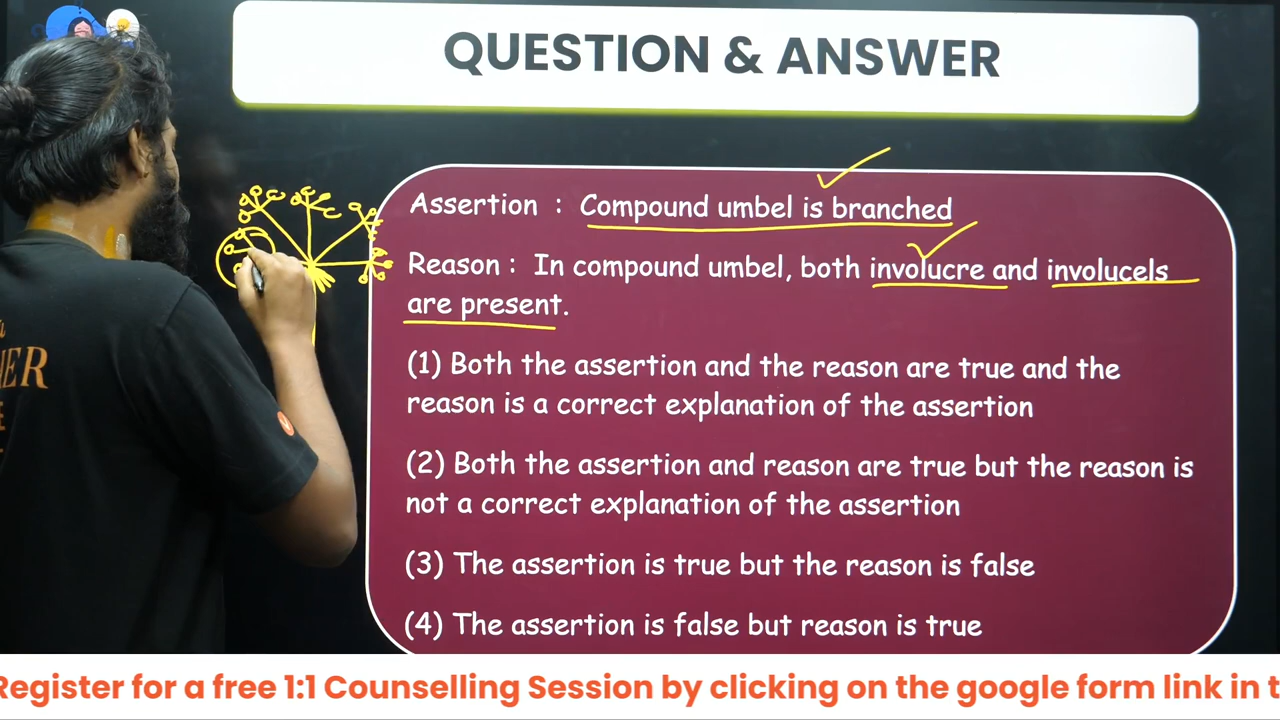 QUESTION & ANSWER
Assertion : Compound umbel is branched
Reason : In compound umbel, both involucre and involucels
are present.
(1) Both the assertion and the reason are true and the
reason is a correct explanation of the assertion
(2) Both the assertion and reason are true but the reason is
not a correct explanation of the assertion
(3) The assertion is true but the reason is false
(4) The assertion is false but reason is true
Register for a free 1:1 Counselling Session by clicking on the google form link in t